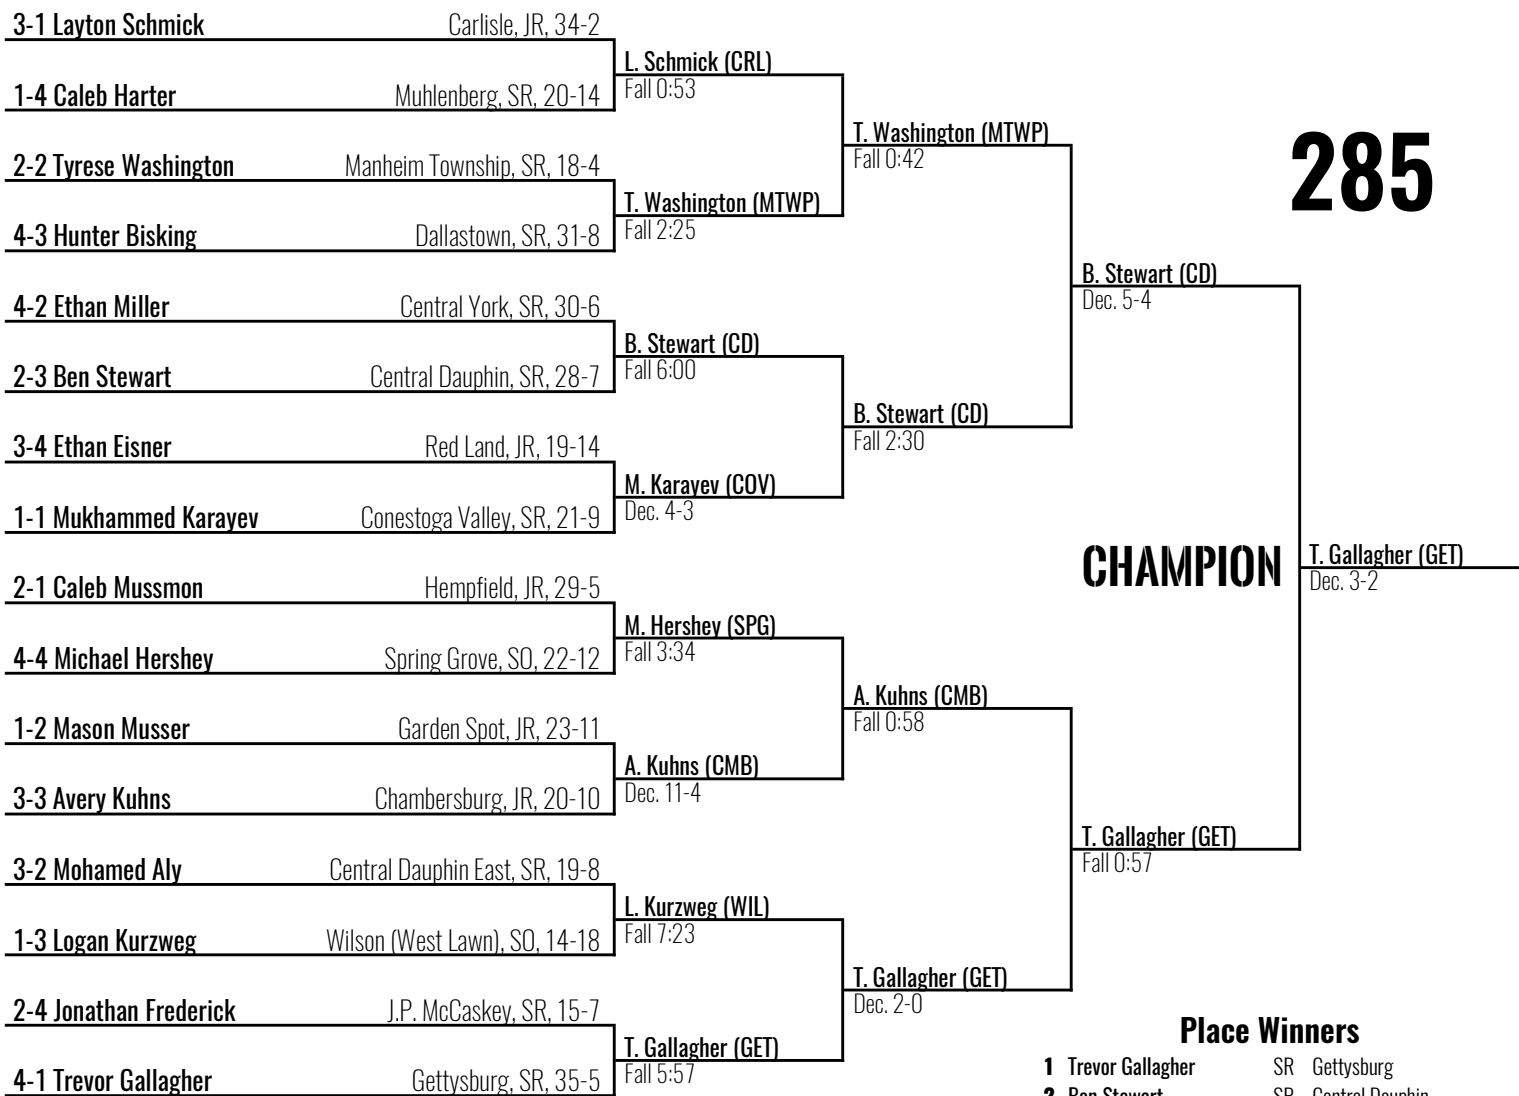 3-1 Layton Schmick Carlisle, JR, 34-2
L. Schmick (CRL)
Fall 0:53
1-4 Caleb Harter Muhlenberg, SR, 20-14
T. Washington (MTWP)
Fall 0:42
285
2-2 Tyrese Washington Manheim Township, SR, 18-4
T. Washington (MTWP)
Fall 2:25
4-3 Hunter Bisking Dallastown, SR, 31-8
B. Stewart (CD)
Dec. 5-4
4-2 Ethan Miller Central York, SR, 30-6
B. Stewart (CD)
Fall 6:00
2-3 Ben Stewart Central Dauphin, SR, 28-7
B. Stewart (CD)
Fall 2:30
3-4 Ethan Eisner Red Land, JR, 19-14
M. Karayev (COV)
Dec. 4-3
1-1 Mukhammed Karayev Conestoga Valley, SR, 21-9
CHAMPION
T. Gallagher (GET)
Dec. 3-2
2-1 Caleb Mussmon Hempfield, JR, 29-5
M. Hershey (SPG)
Fall 3:34
4-4 Michael Hershey Spring Grove, SO, 22-12
A. Kuhns (CMB)
Fall 0:58
1-2 Mason Musser Garden Spot, JR, 23-11
A. Kuhns (CMB)
Dec. 11-4
3-3 Avery Kuhns Chambersburg, JR, 20-10
T. Gallagher (GET)
Fall 0:57
3-2 Mohamed Aly Central Dauphin East, SR, 19-8
L. Kurzweg (WIL)
Fall 7:23
1-3 Logan Kurzweg Wilson (West Lawn), SO, 14-18
T. Gallagher (GET)
Dec. 2-0
2-4 Jonathan Frederick J.P. McCaskey, SR, 15-7
T. Gallagher (GET)
Fall 5:57
4-1 Trevor Gallagher Gettysburg, SR, 35-5
Place Winners
1 Trevor Gallagher SR Gettysburg
2 Ben Stewart SR Central Dauphin